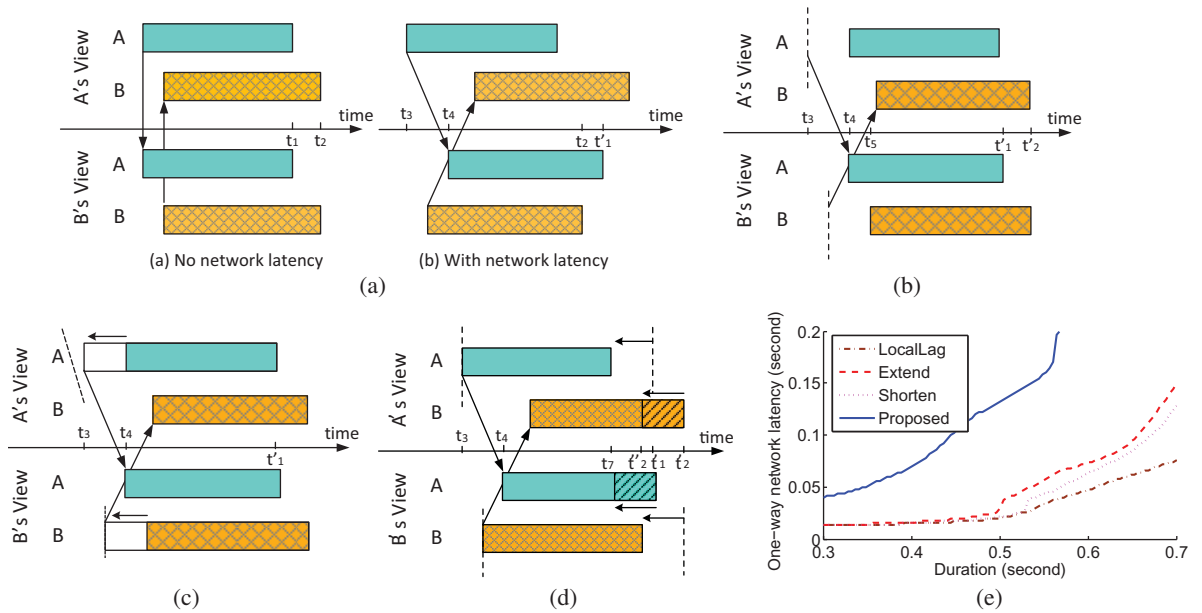 A's View
A
B
time
t1 t2
B's View
A
B
(a) No network latency
time
t3 t4 t2 t'1
(b) With network latency
(a)
A's View
A
B
time
t3 t4 t5 t'1 t'2
B's View
A
B
(b)
A's View
A
B
time
t3 t4 t'1
B's View
A
B
(c)
A's View
A
B
time
t3 t4 t7 t''2 t'1 t'2
B's View
A
B
(d)
One−way network latency (second)
0.2
0.15
0.1
0.05
0
LocalLag
Extend
Shorten
Proposed
0.3 0.4 0.5 0.6 0.7
Duration (second)
(e)